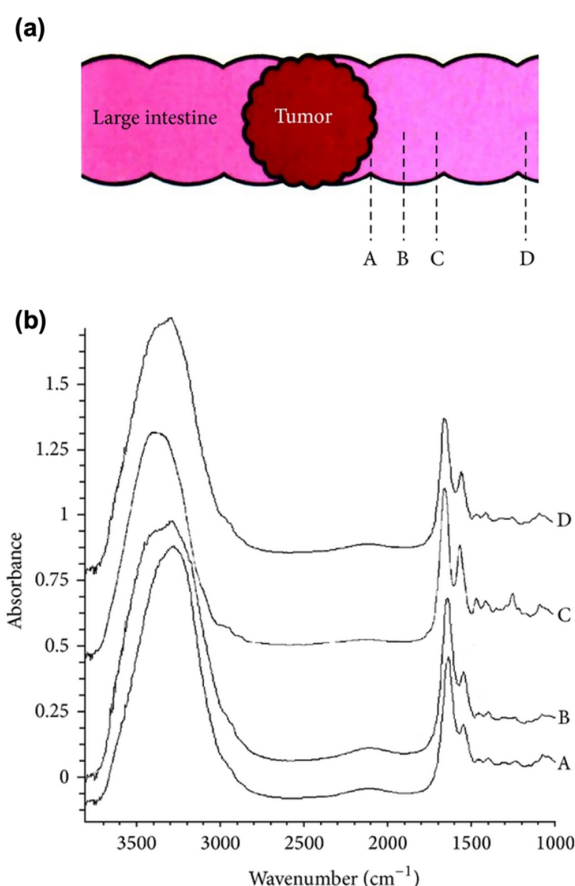 (a)
Large intestine
Tumor
A B C D
(b)
1.5
1.25
1
0.75
0.5
0.25
0
Absorbance
D
C
B
A
3500 3000 2500 2000 1500 1000
Wavenumber (cm⁻¹)